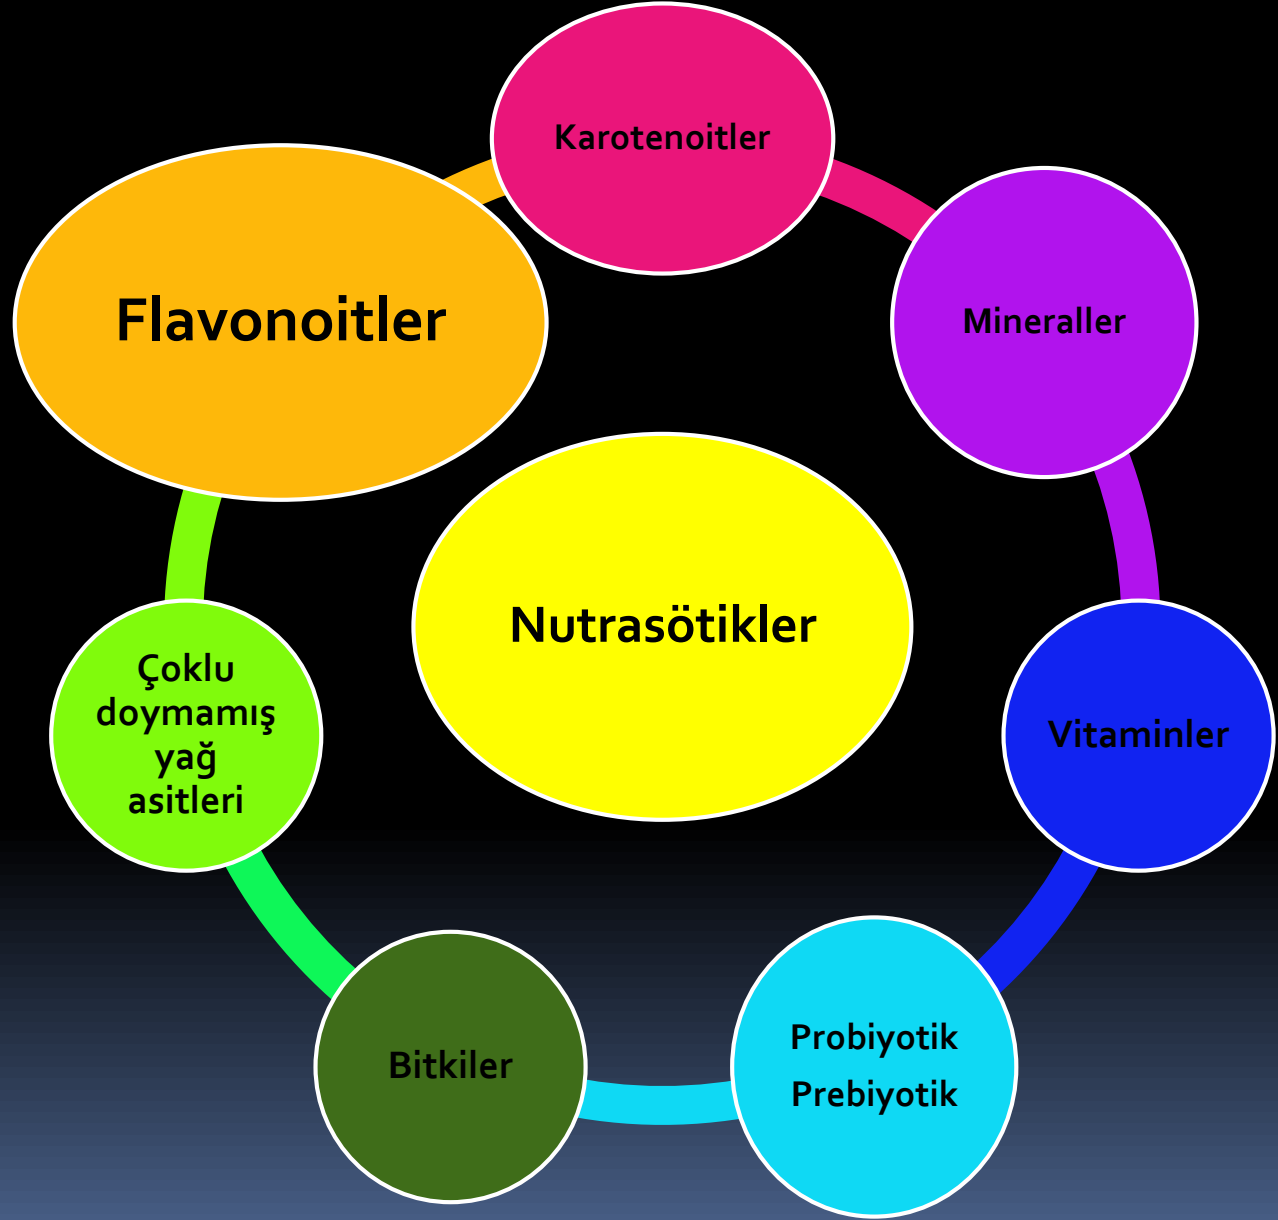 Karotenoitler
Flavonoitler
Mineraller
Nutrasötikler
Çoklu
doymamış
yağ
asitleri
Vitaminler
Bitkiler
Probiyotik
Prebiyotik